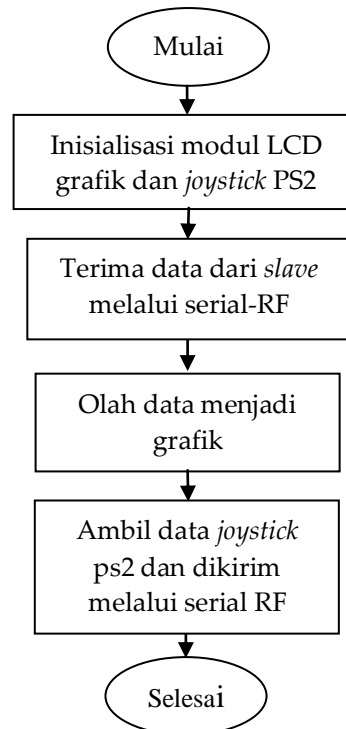 Mulai
Inisialisasi modul LCD
grafik dan joystick PS2
Terima data dari slave
melalui serial-RF
Olah data menjadi
grafik
Ambil data joystick
ps2 dan dikirim
melalui serial RF
Selesai